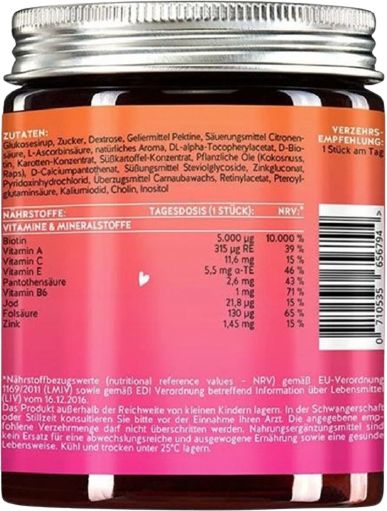 ZUTATEN:
Glukosesirup, Zucker, Dextrose, Geliermittel Pektine, Säuerungsmittel Citronen-
säure, L-Ascorbinsäure, natürliches Aroma, DL-alpha-Tocopherylacetat, D-Bio-
tin, Karotten-Konzentrat, Süßkartoffel-Konzentrat, Pflanzliche Öle (Kokosnuss,
Raps), D-Calciumpantothenat, Süßungsmittel Steviolglycoside, Zinkgluconat,
Pyridoxinhydrochlorid, Überzugsmittel Carnaubawachs, Retinylacetat, Pteroyl-
glutaminsäure, Kaliumiodid, Cholin, Inositol
VERZEHRS-
EMPFEHLUNG:
1 Stück am Tag
NÄHRSTOFFE: TAGESDOSIS (1 STÜCK): NRV:*
VITAMINE & MINERALSTOFFE
Biotin 5.000 µg 10.000 %
Vitamin A 315 µg RE 39 %
Vitamin C 11,6 mg 15 %
Vitamin E 5,5 mg α-TE 46 %
Pantothensäure 2,6 mg 43 %
Vitamin B6 1 mg 71 %
Jod 21,8 µg 15 %
Folsäure 130 µg 65 %
Zink 1,45 mg 15 %
0 710535 656794
*Nährstoffbezugswerte (nutritional reference values - NRV) gemäß EU-Verordnung
1169/2011 (LMIV) sowie gemäß EDI Verordnung betreffend Information über Lebensmittel
(LIV) vom 16.12.2016.
Das Produkt außerhalb der Reichweite von kleinen Kindern lagern. In der Schwangerschaft
oder Stillzeit konsultieren Sie bitte vor der Einnahme Ihren Arzt. Die angegebene emp-
fohlene Verzehrmenge darf nicht überschritten werden. Nahrungsergänzungsmittel sind
kein Ersatz für eine abwechslungsreiche und ausgewogene Ernährung sowie eine gesunde
Lebensweise. Kühl und trocken unter 25°C lagern.